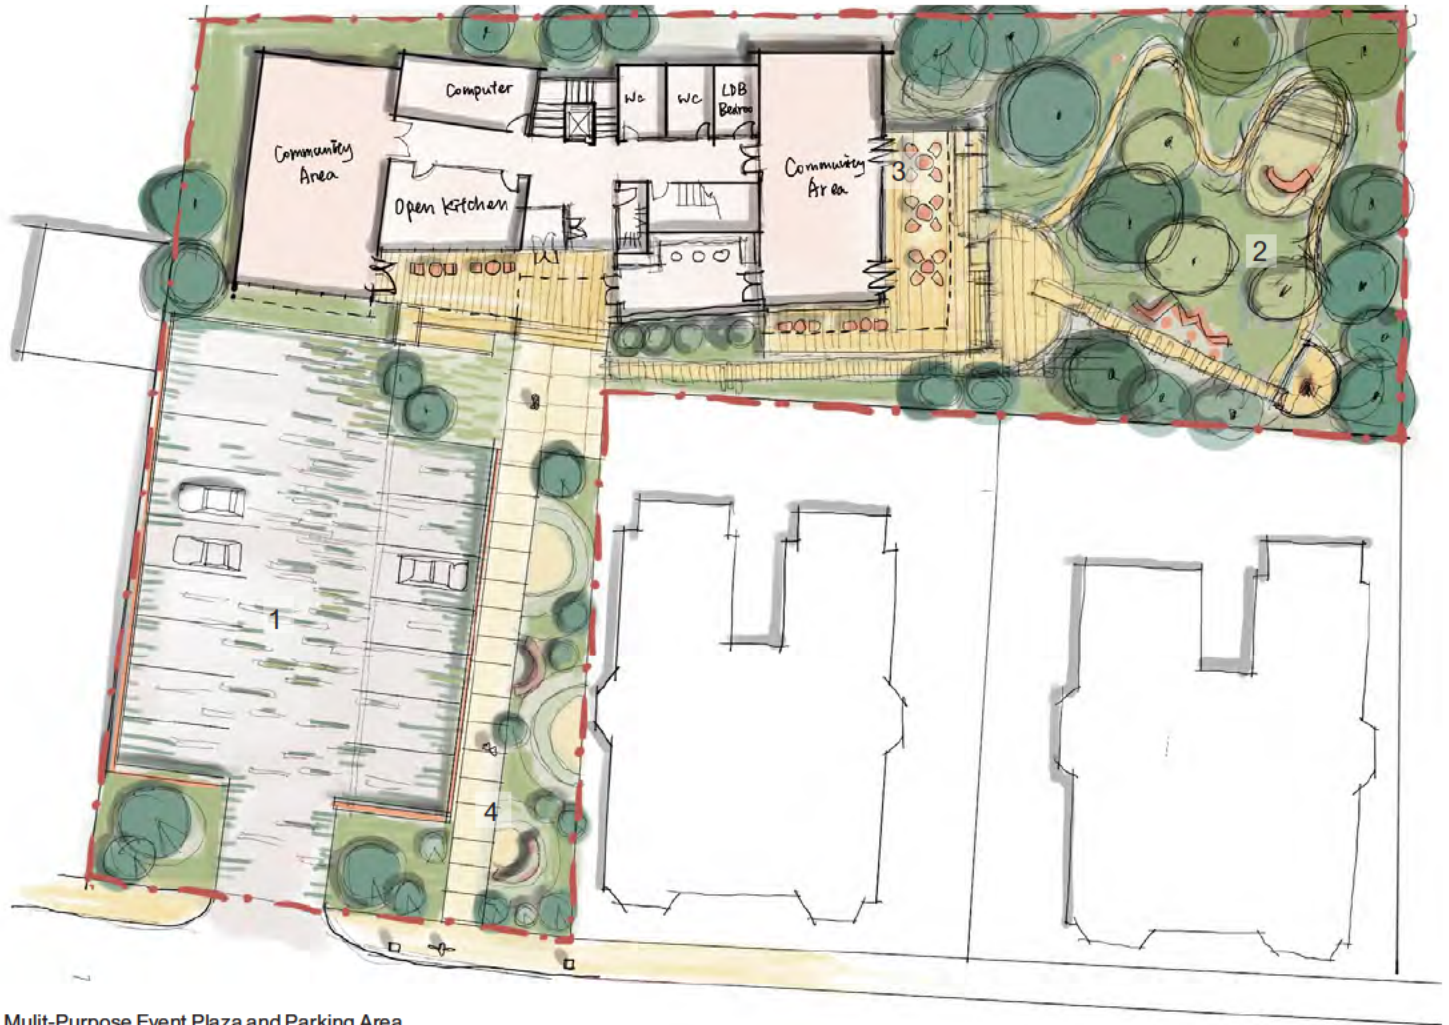 Computer
Wc
Wc
LDB
Bedroo
Community
Area
Community
Area
3
Open kitchen
2
1
4
Mulit-Purpose Event Plaza and Parking Area